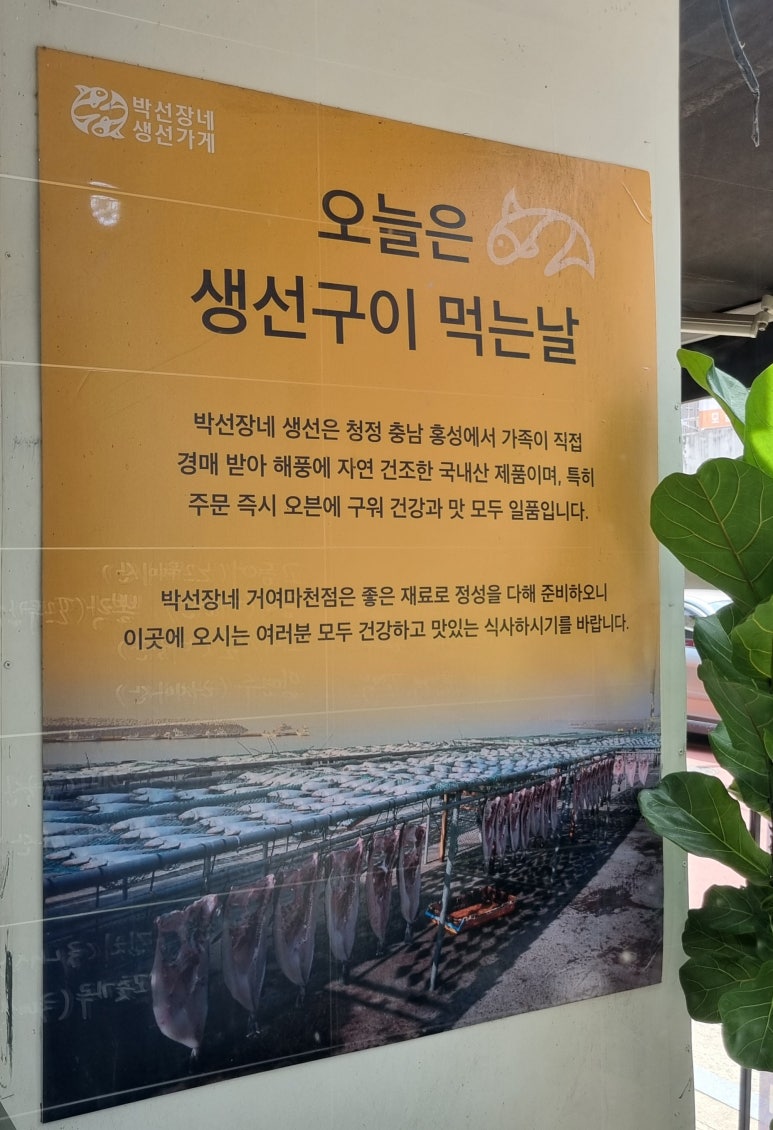 박선장네
생선가게
오늘은
생선구이 먹는날
박선장네 생선은 청정 충남 홍성에서 가족이 직접
경매 받아 해풍에 자연 건조한 국내산 제품이며, 특히
주문 즉시 오븐에 구워 건강과 맛 모두 일품입니다.
박선장네 거여마천점은 좋은 재료로 정성을 다해 준비하오니
이곳에 오시는 여러분 모두 건강하고 맛있는 식사하시기를 바랍니다.